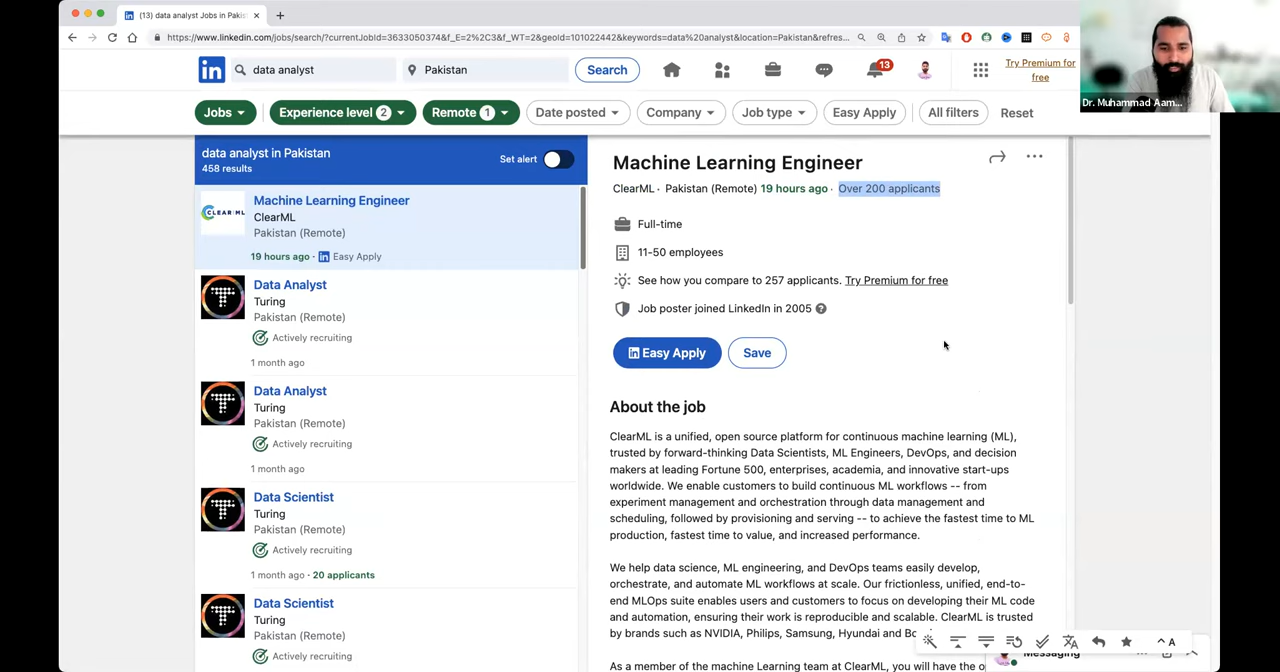 (13) data analyst Jobs in Pakis
https://www.linkedin.com/jobs/search/?currentJobId=3633050374&f_E=2%2C3&f_WT=2&geoId=101022442&keywords=data%20analyst&location=Pakistan&refres...
in
data analyst
Pakistan
Search
13
Try Premium for
free
Dr. Muhammad Aam...
Jobs
Experience level 2
Remote 1
Date posted
Company
Job type
Easy Apply
All filters
Reset
data analyst in Pakistan
458 results
Set alert
CLEAR|ML
Machine Learning Engineer
ClearML
Pakistan (Remote)
19 hours ago · in Easy Apply
Data Analyst
Turing
Pakistan (Remote)
Actively recruiting
1 month ago
Data Analyst
Turing
Pakistan (Remote)
Actively recruiting
1 month ago
Data Scientist
Turing
Pakistan (Remote)
Actively recruiting
1 month ago · 20 applicants
Data Scientist
Turing
Pakistan (Remote)
Actively recruiting
Machine Learning Engineer
ClearML · Pakistan (Remote) 19 hours ago · Over 200 applicants
Full-time
11-50 employees
See how you compare to 257 applicants. Try Premium for free
Job poster joined LinkedIn in 2005
in Easy Apply
Save
About the job
ClearML is a unified, open source platform for continuous machine learning (ML),
trusted by forward-thinking Data Scientists, ML Engineers, DevOps, and decision
makers at leading Fortune 500, enterprises, academia, and innovative start-ups
worldwide. We enable customers to build continuous ML workflows -- from
experiment management and orchestration through data management and
scheduling, followed by provisioning and serving -- to achieve the fastest time to ML
production, fastest time to value, and increased performance.
We help data science, ML engineering, and DevOps teams easily develop,
orchestrate, and automate ML workflows at scale. Our frictionless, unified, end-to-
end MLOps suite enables users and customers to focus on developing their ML code
and automation, ensuring their work is reproducible and scalable. ClearML is trusted
by brands such as NVIDIA, Philips, Samsung, Hyundai and Bo
As a member of the machine Learning team at ClearML, you will have the o
A
Messaging